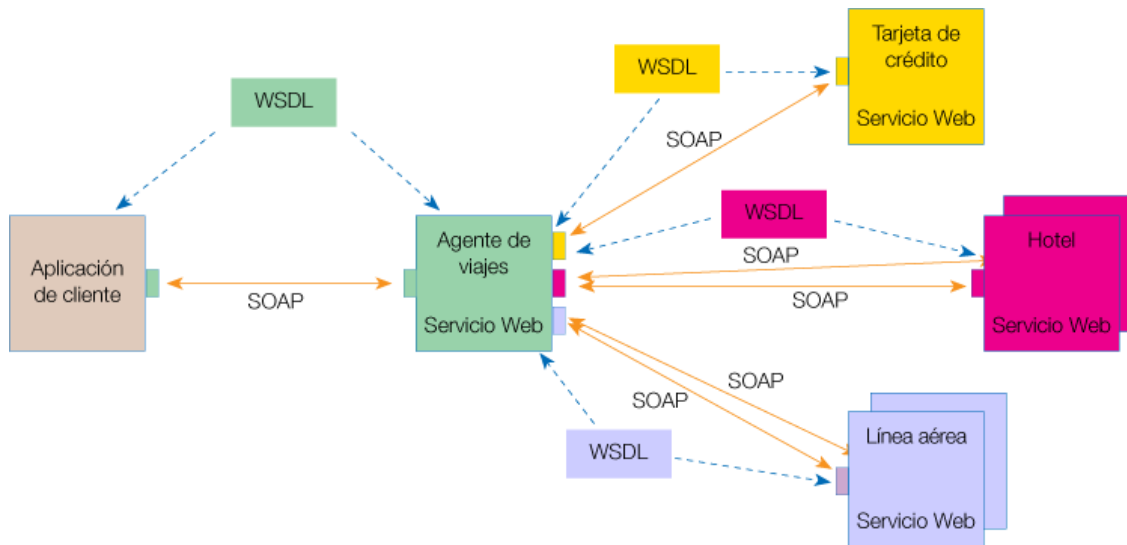 Tarjeta de
crédito
Servicio Web
WSDL
WSDL
SOAP
WSDL
Aplicación
de cliente
SOAP
Agente de
viajes
Servicio Web
SOAP
SOAP
Hotel
Servicio Web
SOAP
SOAP
WSDL
Línea aérea
Servicio Web